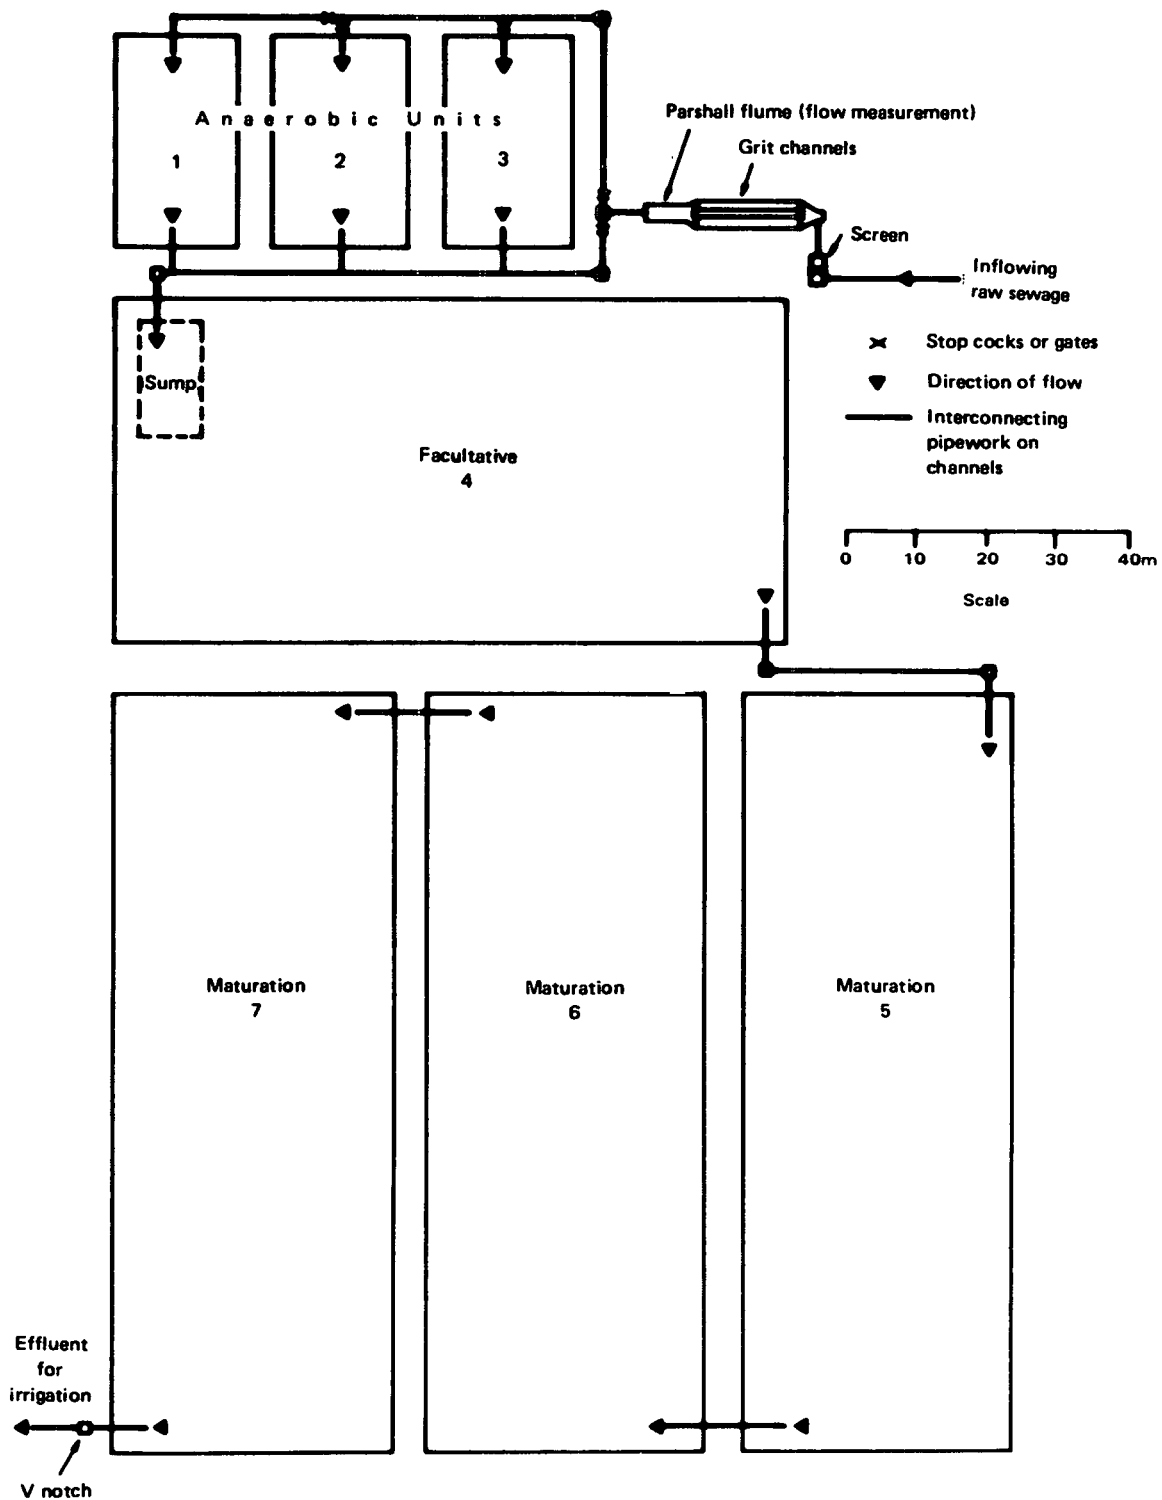 Anaerobic Units
1
2
3
Parshall flume (flow measurement)
Grit channels
Screen
Inflowing
raw sewage
Stop cocks or gates
Direction of flow
Interconnecting
pipework on
channels
Sump
Facultative
4
0 10 20 30 40m
Scale
Maturation
7
Maturation
6
Maturation
5
Effluent
for
irrigation
V notch